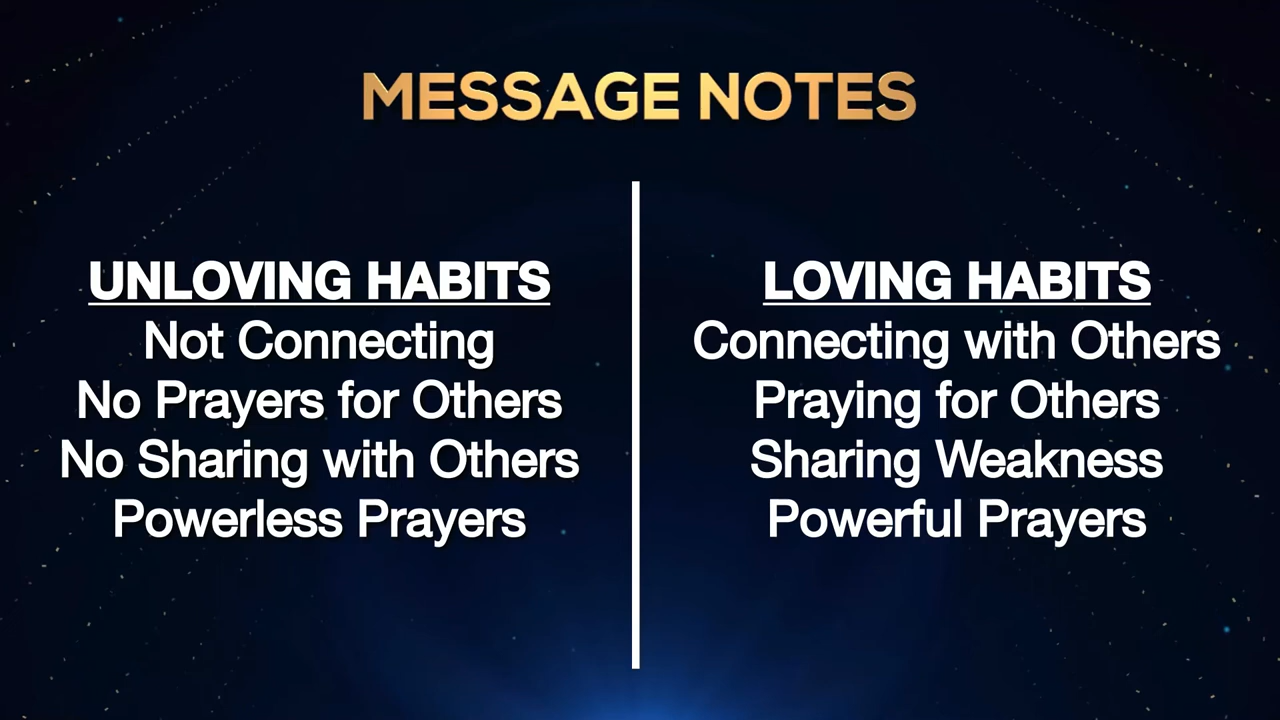 MESSAGE NOTES
UNLOVING HABITS
Not Connecting
No Prayers for Others
No Sharing with Others
Powerless Prayers
LOVING HABITS
Connecting with Others
Praying for Others
Sharing Weakness
Powerful Prayers